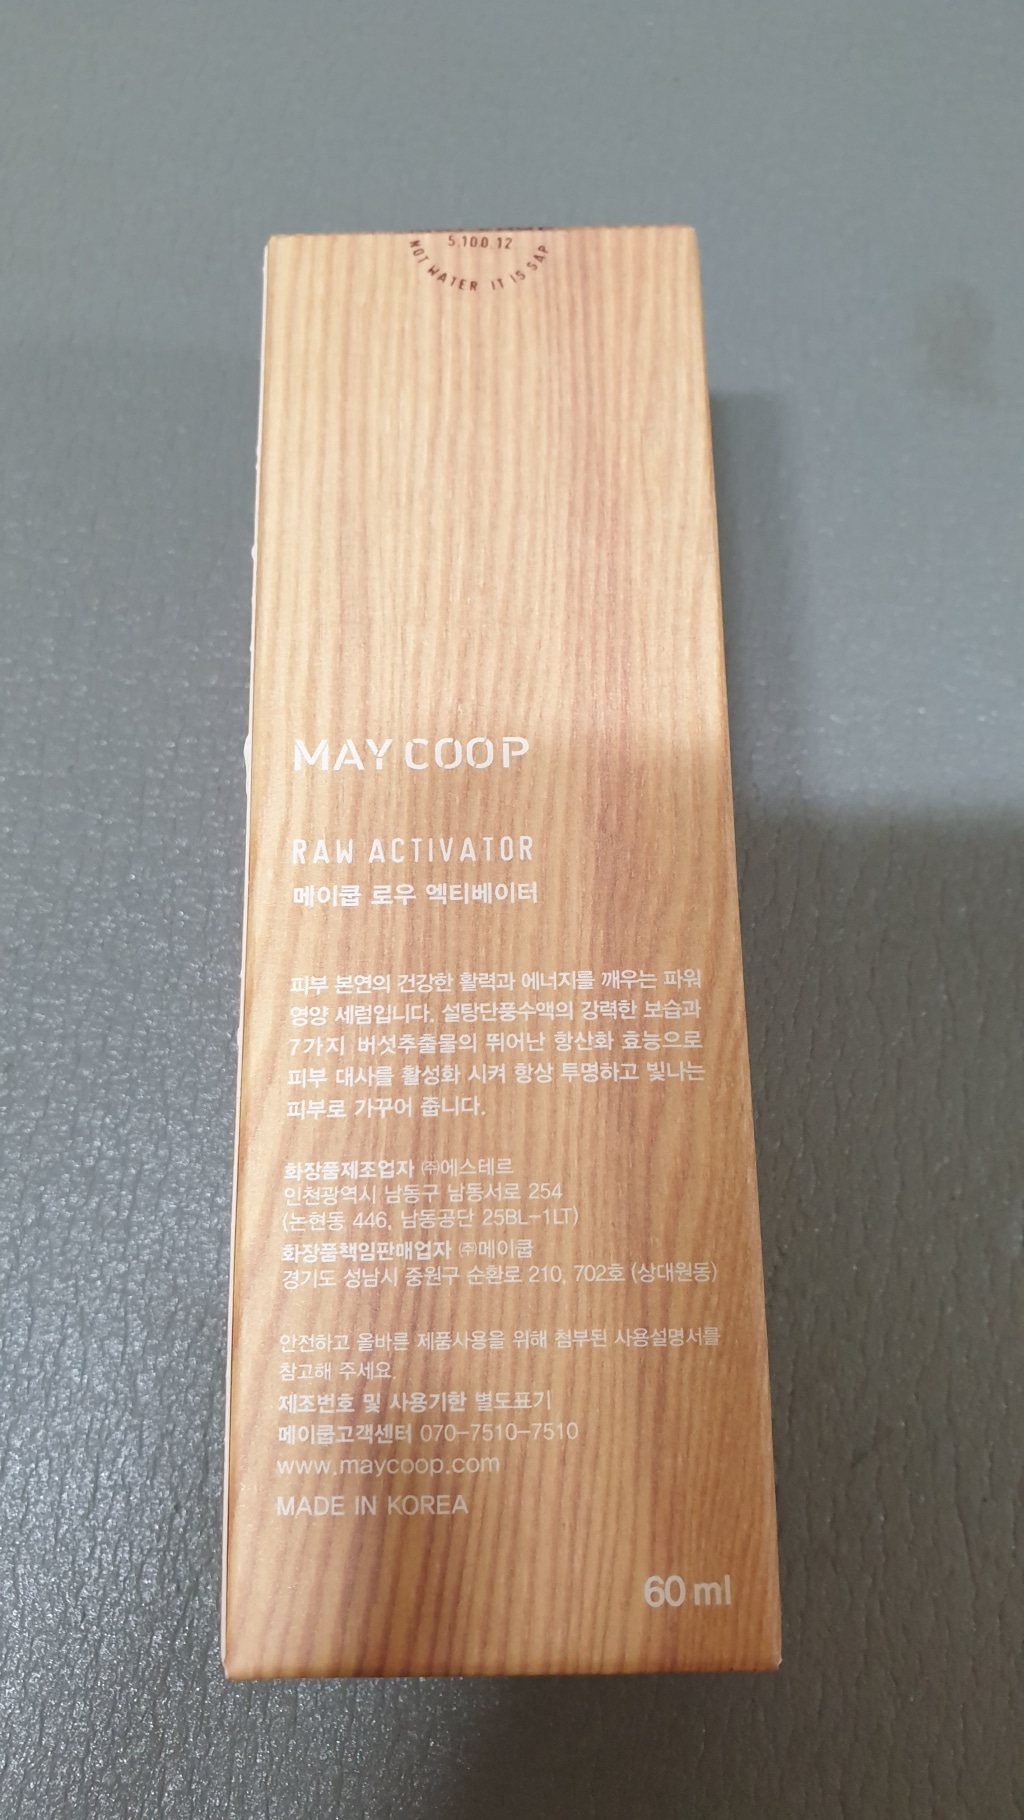 5.100.12
NOT WATER IT IS SAP
MAY COOP
RAW ACTIVATOR
메이쿱 로우 엑티베이터
피부 본연의 건강한 활력과 에너지를 깨우는 파워
영양 세럼입니다. 설탕단풍수액의 강력한 보습과
7가지 버섯추출물의 뛰어난 항산화 효능으로
피부 대사를 활성화 시켜 항상 투명하고 빛나는
피부로 가꾸어 줍니다.
화장품제조업자 ㈜에스테르
인천광역시 남동구 남동서로 254
(논현동 446, 남동공단 25BL-1LT)
화장품책임판매업자 ㈜메이쿱
경기도 성남시 중원구 순환로 210, 702호 (상대원동)
안전하고 올바른 제품사용을 위해 첨부된 사용설명서를
참고해 주세요.
제조번호 및 사용기한 별도표기
메이쿱고객센터 070-7510-7510
www.maycoop.com
MADE IN KOREA
60 ml